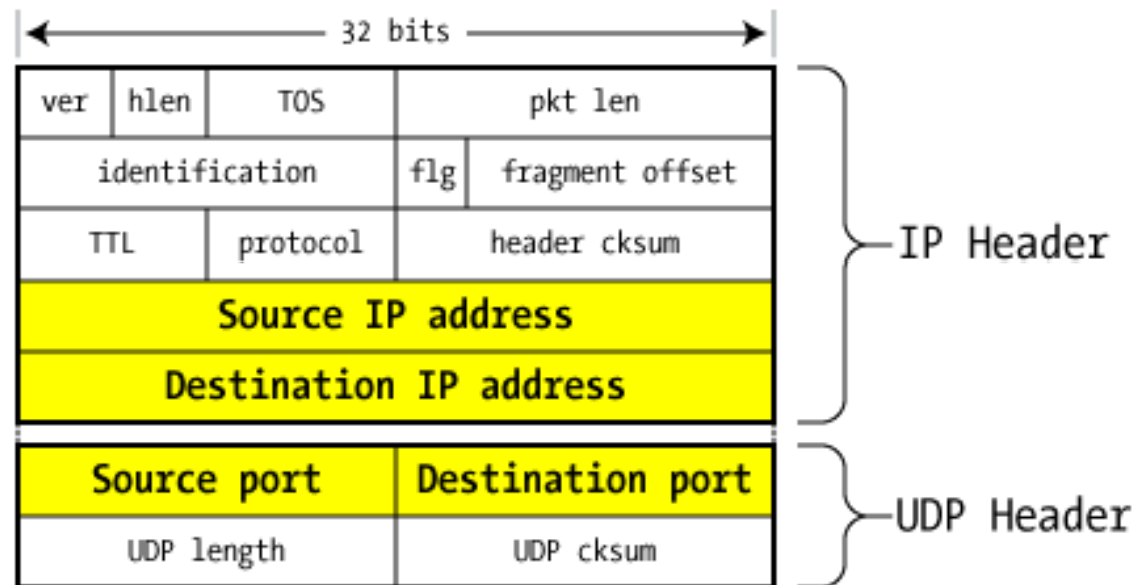 32 bits
ver hlen TOS pkt len
identification flg fragment offset
TTL protocol header cksum
IP Header
Source IP address
Destination IP address
Source port Destination port
UDP Header
UDP length UDP cksum